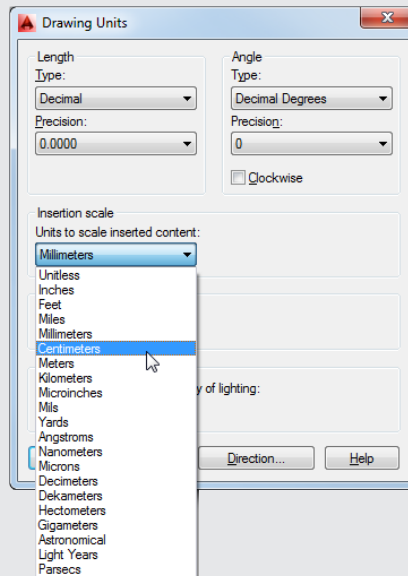 Drawing Units
Length
Type:
Decimal
Precision:
0.0000
Angle
Type:
Decimal Degrees
Precision:
0
Clockwise
Insertion scale
Units to scale inserted content:
Millimeters
Unitless
Inches
Feet
Miles
Millimeters
Centimeters
Meters
Kilometers
Microinches
Mils
Yards
Angstroms
Nanometers
Microns
Decimeters
Dekameters
Hectometers
Gigameters
Astronomical
Light Years
Parsecs
y of lighting:
Direction...
Help